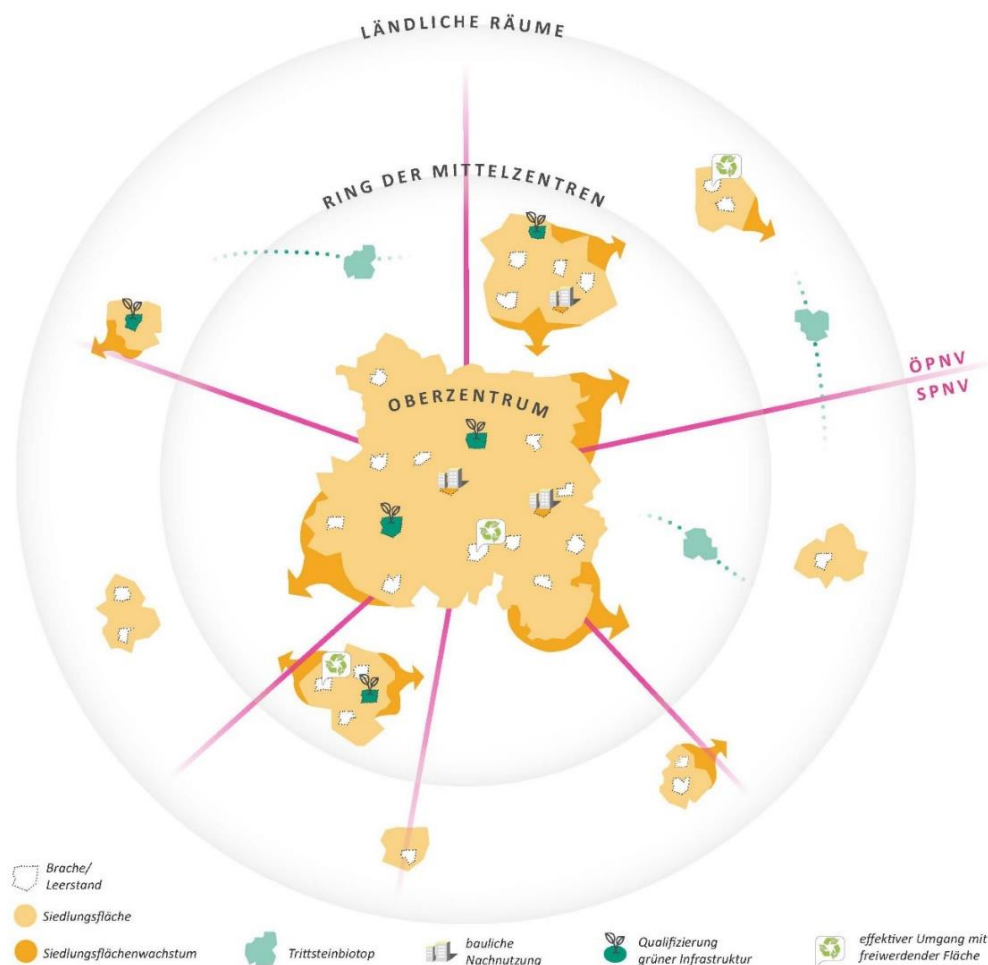 LÄNDLICHE RÄUME
RING DER MITTELZENTREN
OBERZENTRUM
ÖPNV
SPNV
Brache/
Leerstand
Siedlungsfläche
Siedlungsflächenwachstum
Trittsteinbiotop
bauliche
Nachnutzung
Qualifizierung
grüner Infrastruktur
effektiver Umgang mit
freiwerdender Fläche